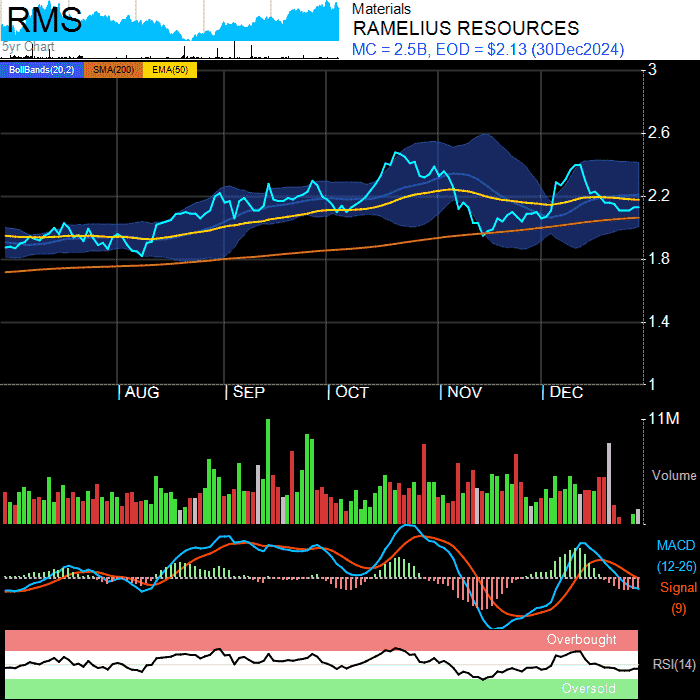 RMS
5yr Chart
Materials
RAMELIUS RESOURCES
MC = 2.5B, EOD = $2.13 (30Dec2024)
BollBands(20,2) SMA(200) EMA(50)
3
2.6
2.2
1.8
1.4
1
AUG SEP OCT NOV DEC
11M
Volume
MACD
(12-26)
Signal
(9)
Overbought
RSI(14)
Oversold